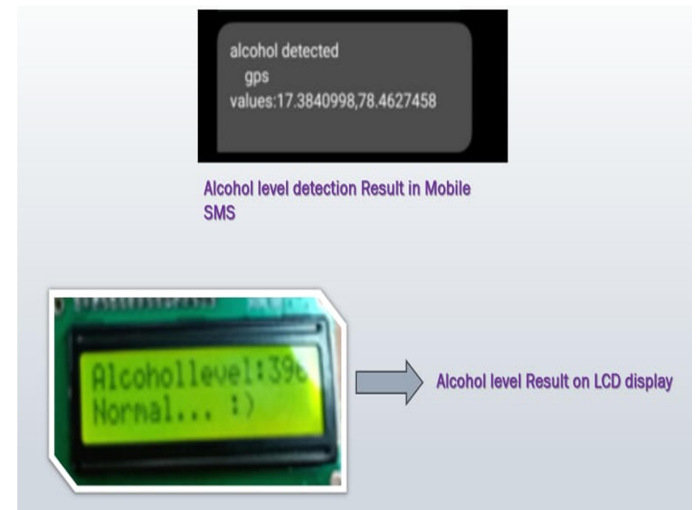 alcohol detected
gps
values:17.3840998,78.4627458
Alcohol level detection Result in Mobile
SMS
Alcohollevel:396
Normal... :)
Alcohol level Result on LCD display